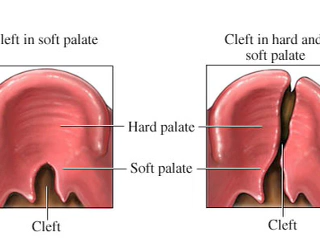 left in soft palate
Cleft in hard and
soft palate
Hard palate
Soft palate
Cleft
Cleft